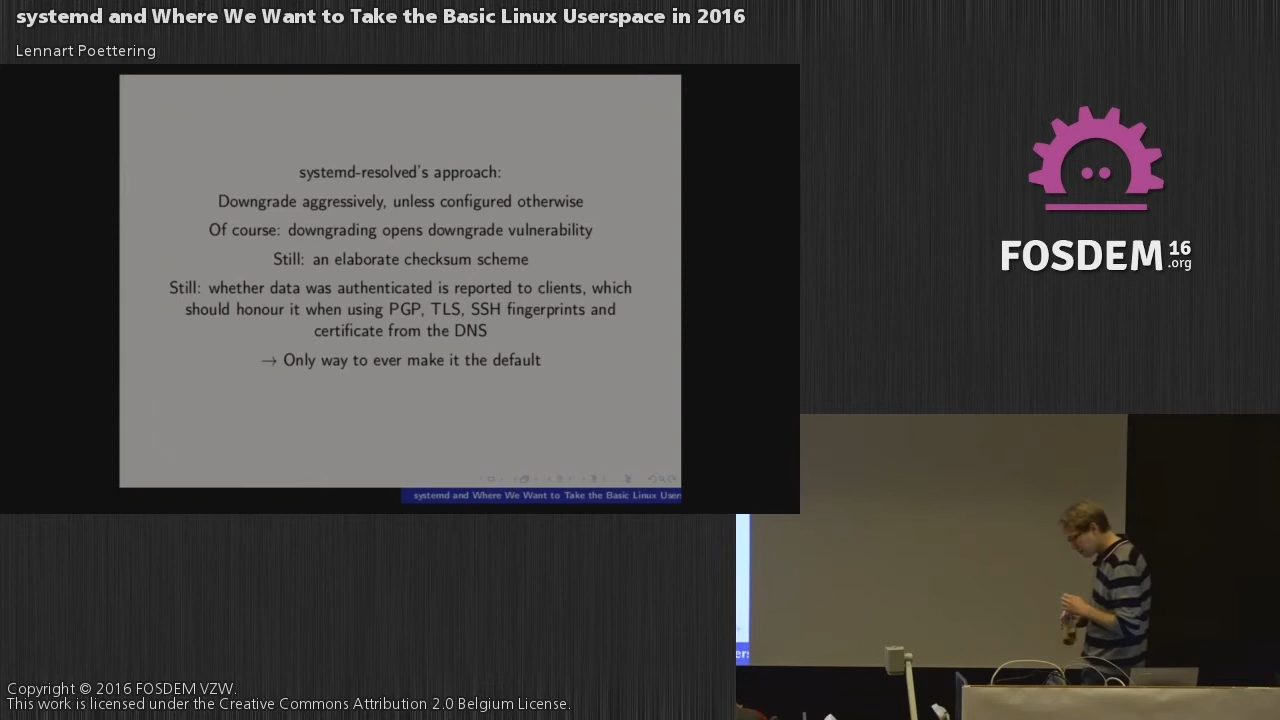 systemd and Where We Want to Take the Basic Linux Userspace in 2016
Lennart Poettering
systemd-resolved's approach:
Downgrade aggressively, unless configured otherwise
Of course: downgrading opens downgrade vulnerability
Still: an elaborate checksum scheme
Still: whether data was authenticated is reported to clients, which
should honour it when using PGP, TLS, SSH fingerprints and
certificate from the DNS
→ Only way to ever make it the default
systemd and Where We Want to Take the Basic Linux User
FOSDEM 16
.org
ers
Copyright © 2016 FOSDEM VZW.
This work is licensed under the Creative Commons Attribution 2.0 Belgium License.